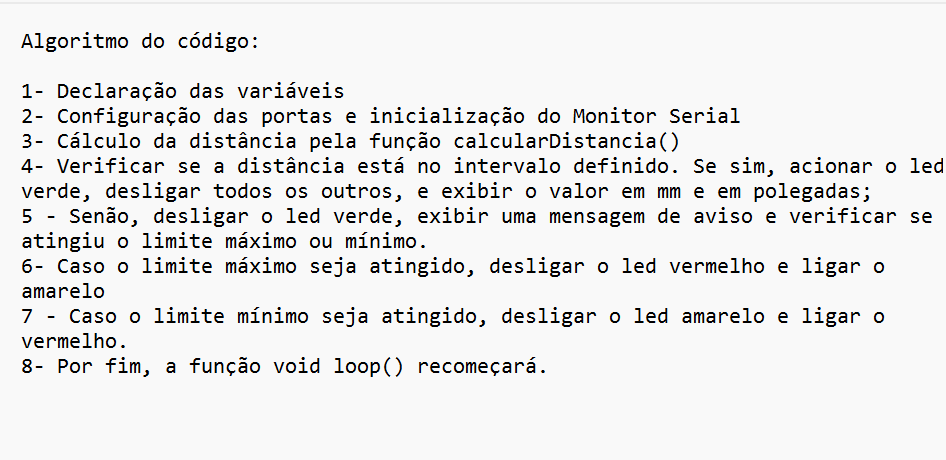 Algoritmo do código:
1- Declaração das variáveis
2- Configuração das portas e inicialização do Monitor Serial
3- Cálculo da distância pela função calcularDistancia()
4- Verificar se a distância está no intervalo definido. Se sim, acionar o led
verde, desligar todos os outros, e exibir o valor em mm e em polegadas;
5 - Senão, desligar o led verde, exibir uma mensagem de aviso e verificar se
atingiu o limite máximo ou mínimo.
6- Caso o limite máximo seja atingido, desligar o led vermelho e ligar o
amarelo
7 - Caso o limite mínimo seja atingido, desligar o led amarelo e ligar o
vermelho.
8- Por fim, a função void loop() recomeçará.